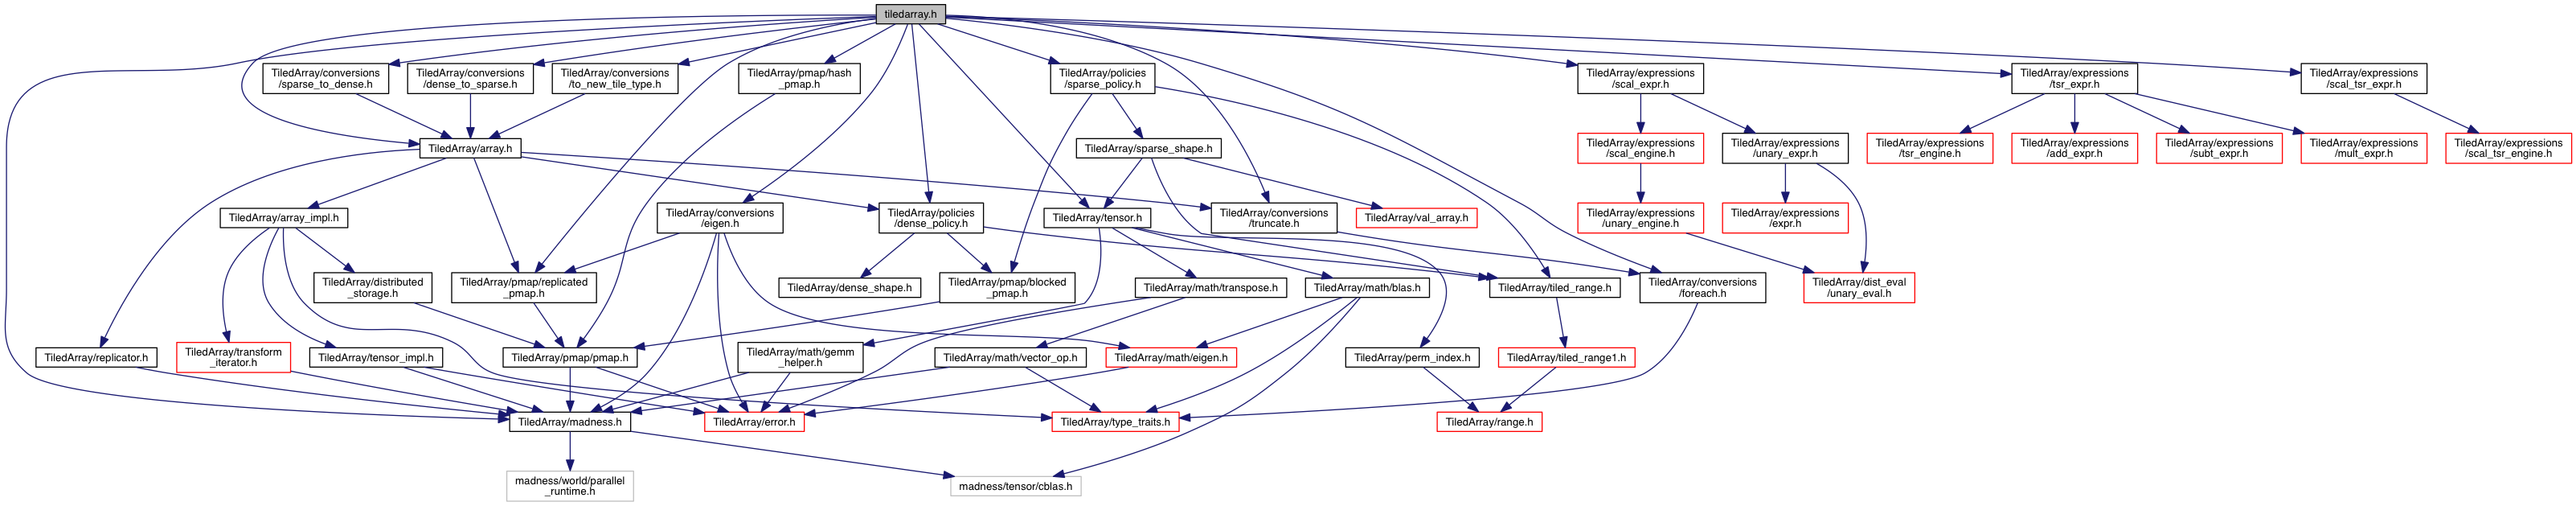 tiledarray.h
TiledArray/conversions
/sparse_to_dense.h
TiledArray/conversions
/dense_to_sparse.h
TiledArray/conversions
/to_new_tile_type.h
TiledArray/pmap/hash
_pmap.h
TiledArray/policies
/sparse_policy.h
TiledArray/expressions
/scal_expr.h
TiledArray/expressions
/tsr_expr.h
TiledArray/expressions
/scal_tsr_expr.h
TiledArray/array.h
TiledArray/sparse_shape.h
TiledArray/expressions
/scal_engine.h
TiledArray/expressions
/unary_expr.h
TiledArray/expressions
/tsr_engine.h
TiledArray/expressions
/add_expr.h
TiledArray/expressions
/subt_expr.h
TiledArray/expressions
/mult_expr.h
TiledArray/expressions
/scal_tsr_engine.h
TiledArray/array_impl.h
TiledArray/conversions
/eigen.h
TiledArray/policies
/dense_policy.h
TiledArray/tensor.h
TiledArray/conversions
/truncate.h
TiledArray/val_array.h
TiledArray/expressions
/unary_engine.h
TiledArray/expressions
/expr.h
TiledArray/distributed
_storage.h
TiledArray/pmap/replicated
_pmap.h
TiledArray/dense_shape.h
TiledArray/pmap/blocked
_pmap.h
TiledArray/math/transpose.h
TiledArray/math/blas.h
TiledArray/tiled_range.h
TiledArray/conversions
/foreach.h
TiledArray/dist_eval
/unary_eval.h
TiledArray/replicator.h
TiledArray/transform
_iterator.h
TiledArray/tensor_impl.h
TiledArray/pmap/pmap.h
TiledArray/math/gemm
_helper.h
TiledArray/math/vector_op.h
TiledArray/math/eigen.h
TiledArray/perm_index.h
TiledArray/tiled_range1.h
TiledArray/madness.h
TiledArray/error.h
TiledArray/type_traits.h
TiledArray/range.h
madness/world/parallel
_runtime.h
madness/tensor/cblas.h